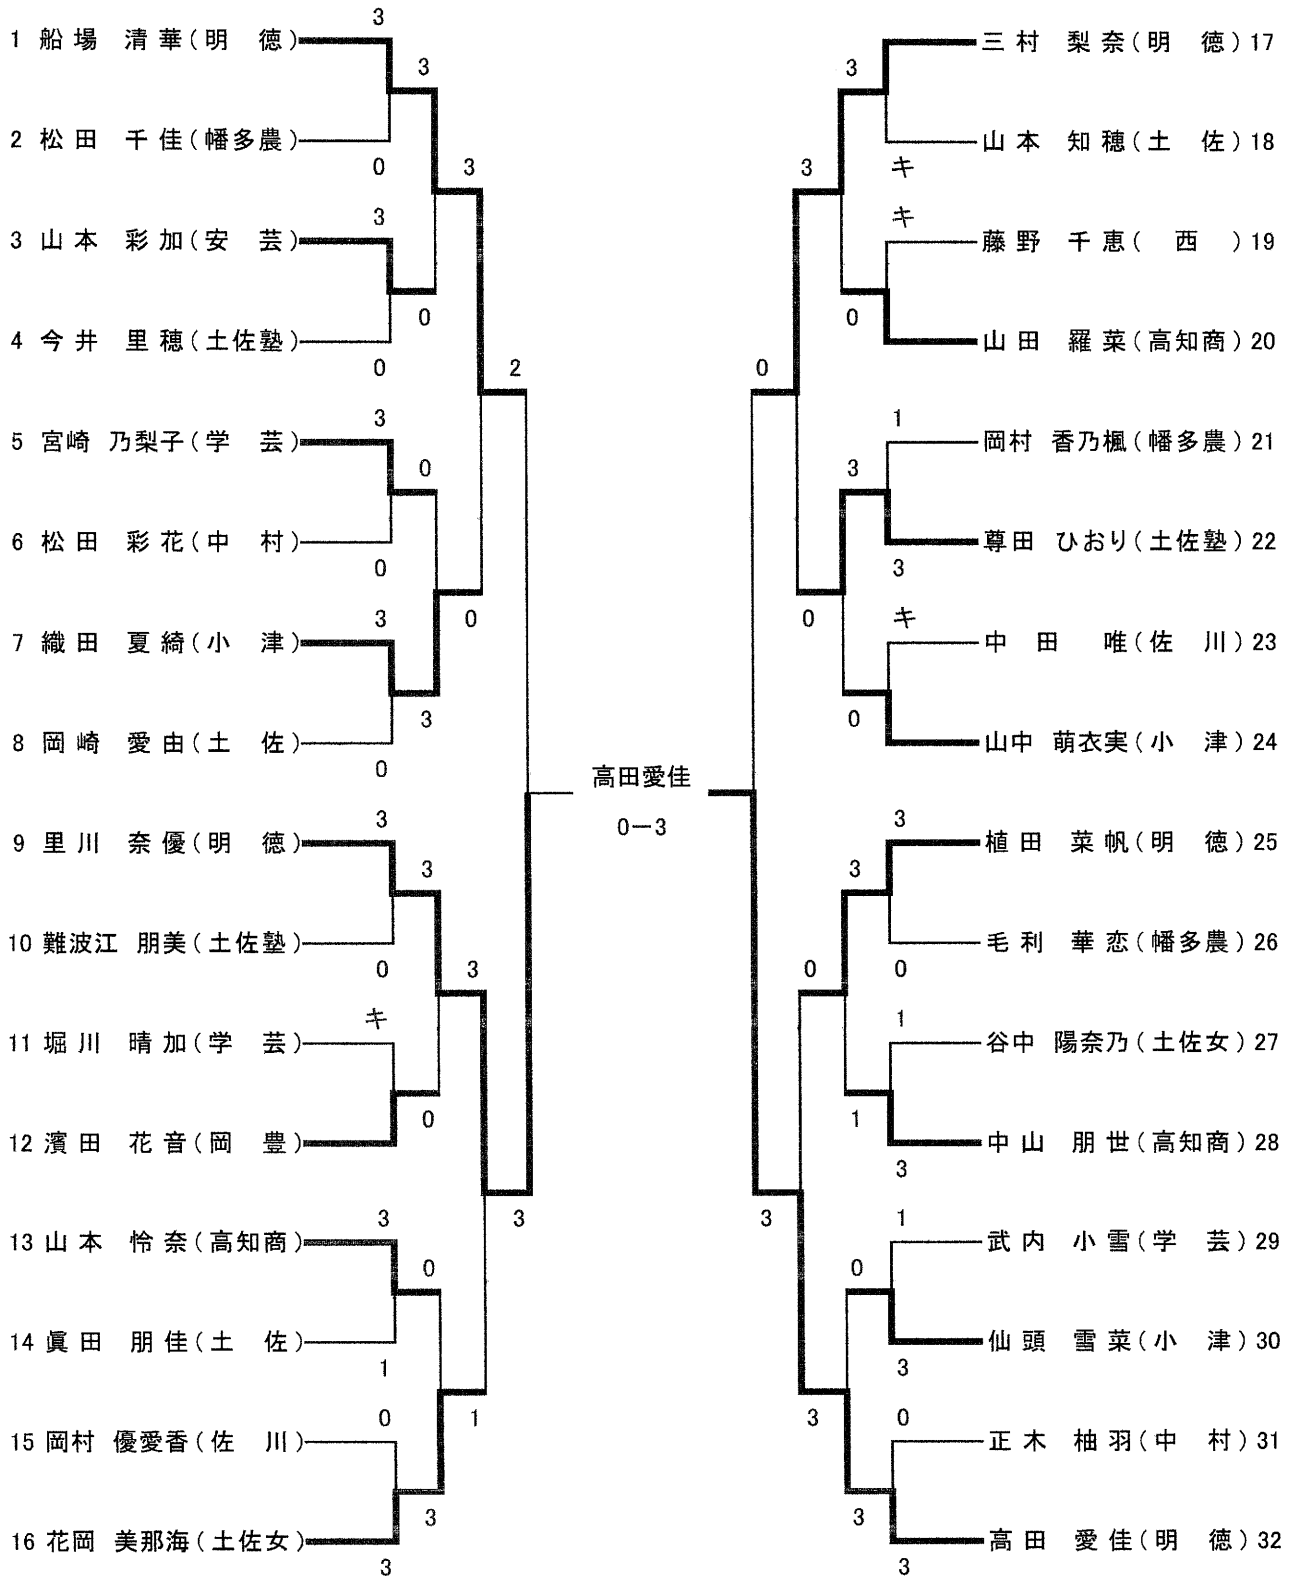 3
1 船場 清華(明 徳)
3
2 松田 千佳(幡多農)
0
3
3
3 山本 彩加(安 芸)
0
4 今井 里穂(土佐塾)
0
2
3
5 宮崎 乃梨子(学 芸)
0
6 松田 彩花(中 村)
0
3
0
7 織田 夏綺(小 津)
3
8 岡崎 愛由(土 佐)
0
3
9 里川 奈優(明 徳)
3
10 難波江 朋美(土佐塾)
0
3
キ
11 堀川 晴加(学 芸)
0
12 濱田 花音(岡 豊)
3
3
13 山本 怜奈(高知商)
0
14 眞田 朋佳(土 佐)
1
0
1
15 岡村 優愛香(佐 川)
3
16 花岡 美那海(土佐女)
3
高田愛佳
0－3
三村 梨奈(明 徳)17
3
山本 知穂(土 佐)18
3
キ
キ
藤野 千恵( 西 )19
0
山田 羅菜(高知商)20
0
1
岡村 香乃楓(幡多農)21
3
尊田 ひおり(土佐塾)22
3
0
キ
中田 唯(佐 川)23
0
山中 萌衣実(小 津)24
3
植田 菜帆(明 徳)25
3
毛利 華恋(幡多農)26
0
0
1
谷中 陽奈乃(土佐女)27
1
中山 朋世(高知商)28
3
3
1
武内 小雪(学 芸)29
0
仙頭 雪菜(小 津)30
3
3
0
正木 柚羽(中 村)31
3
高田 愛佳(明 徳)32
3